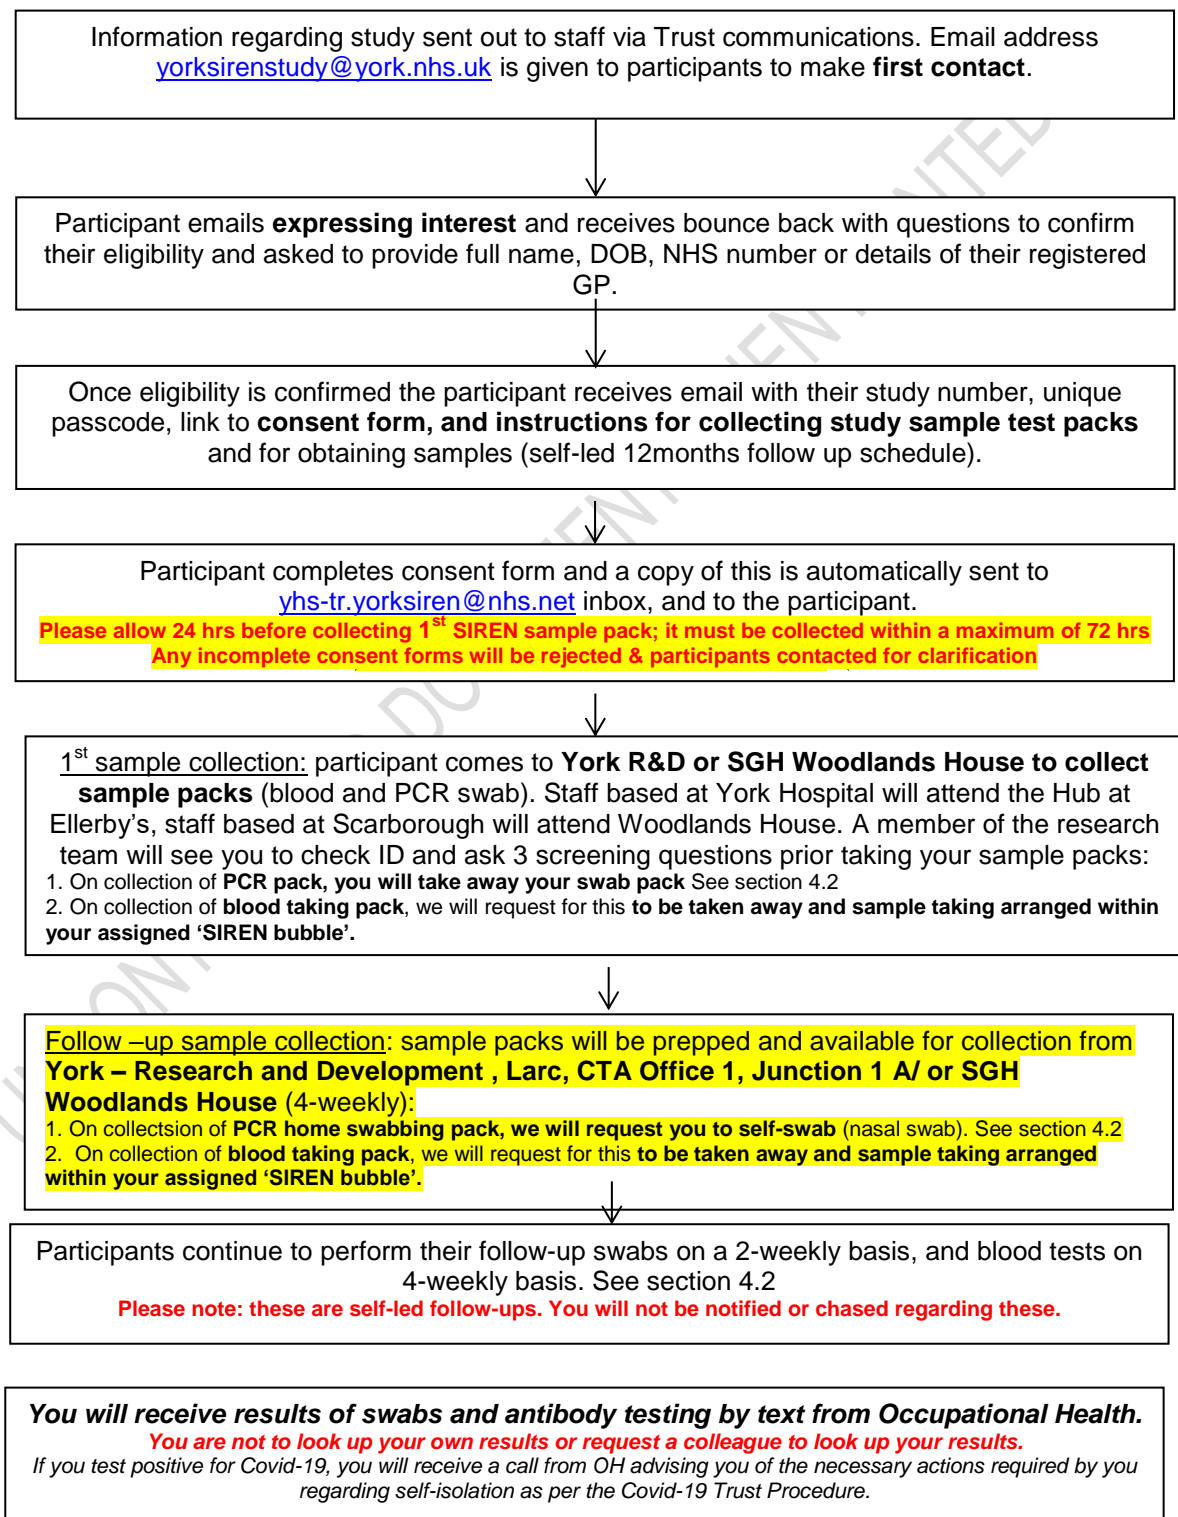 Information regarding study sent out to staff via Trust communications. Email address
yorksirenstudy@york.nhs.uk is given to participants to make first contact.
Participant emails expressing interest and receives bounce back with questions to confirm
their eligibility and asked to provide full name, DOB, NHS number or details of their registered
GP.
Once eligibility is confirmed the participant receives email with their study number, unique
passcode, link to consent form, and instructions for collecting study sample test packs
and for obtaining samples (self-led 12months follow up schedule).
Participant completes consent form and a copy of this is automatically sent to
yhs-tr.yorksiren@nhs.net inbox, and to the participant.
Please allow 24 hrs before collecting 1st SIREN sample pack; it must be collected within a maximum of 72 hrs
Any incomplete consent forms will be rejected & participants contacted for clarification
1st sample collection: participant comes to York R&D or SGH Woodlands House to collect
sample packs (blood and PCR swab). Staff based at York Hospital will attend the Hub at
Ellerby's, staff based at Scarborough will attend Woodlands House. A member of the research
team will see you to check ID and ask 3 screening questions prior taking your sample packs:
1. On collection of PCR pack, you will take away your swab pack See section 4.2
2. On collection of blood taking pack, we will request for this to be taken away and sample taking arranged within
your assigned ‘SIREN bubble’.
Follow –up sample collection: sample packs will be prepped and available for collection from
York – Research and Development , Larc, CTA Office 1, Junction 1 A/ or SGH
Woodlands House (4-weekly):
1. On collectsion of PCR home swabbing pack, we will request you to self-swab (nasal swab). See section 4.2
2. On collection of blood taking pack, we will request for this to be taken away and sample taking arranged
within your assigned ‘SIREN bubble’.
Participants continue to perform their follow-up swabs on a 2-weekly basis, and blood tests on
4-weekly basis. See section 4.2
Please note: these are self-led follow-ups. You will not be notified or chased regarding these.
You will receive results of swabs and antibody testing by text from Occupational Health.
You are not to look up your own results or request a colleague to look up your results.
If you test positive for Covid-19, you will receive a call from OH advising you of the necessary actions required by you
regarding self-isolation as per the Covid-19 Trust Procedure.